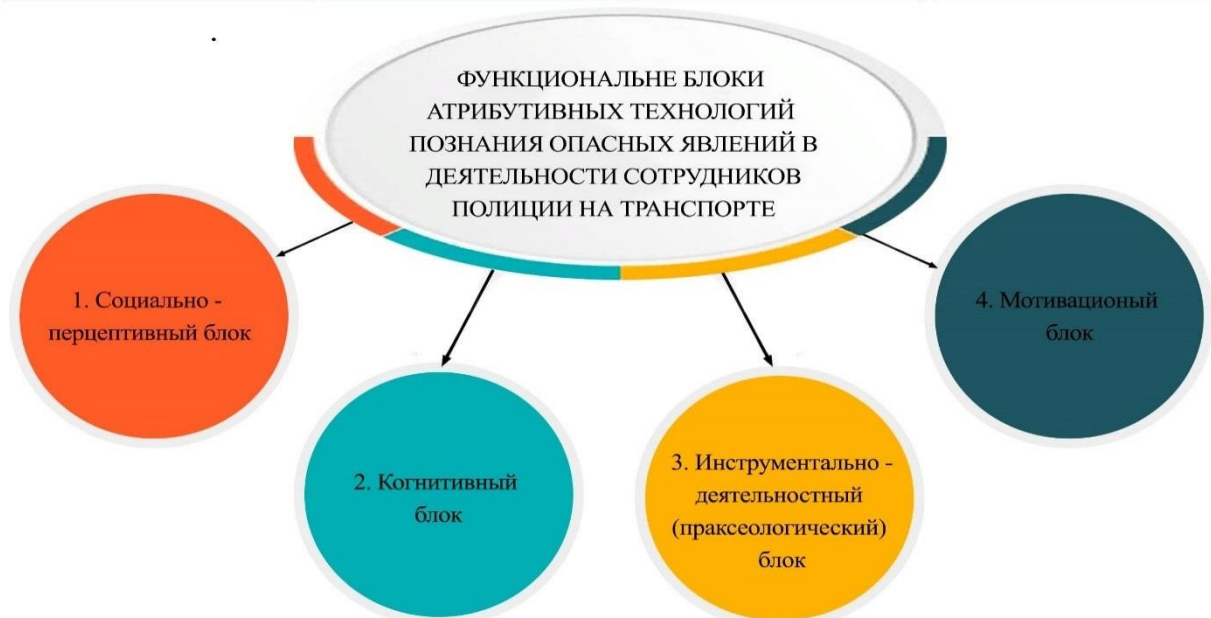 ФУНКЦИОНАЛЬНЕ БЛОКИ
АТРИБУТИВНЫХ ТЕХНОЛОГИЙ
ПОЗНАНИЯ ОПАСНЫХ ЯВЛЕНИЙ В
ДЕЯТЕЛЬНОСТИ СОТРУДНИКОВ
ПОЛИЦИИ НА ТРАНСПОРТЕ
1. Социально -
перцептивный блок
2. Когнитивный
блок
3. Инструментально -
деятельностный
(праксеологический)
блок
4. Мотивационый
блок